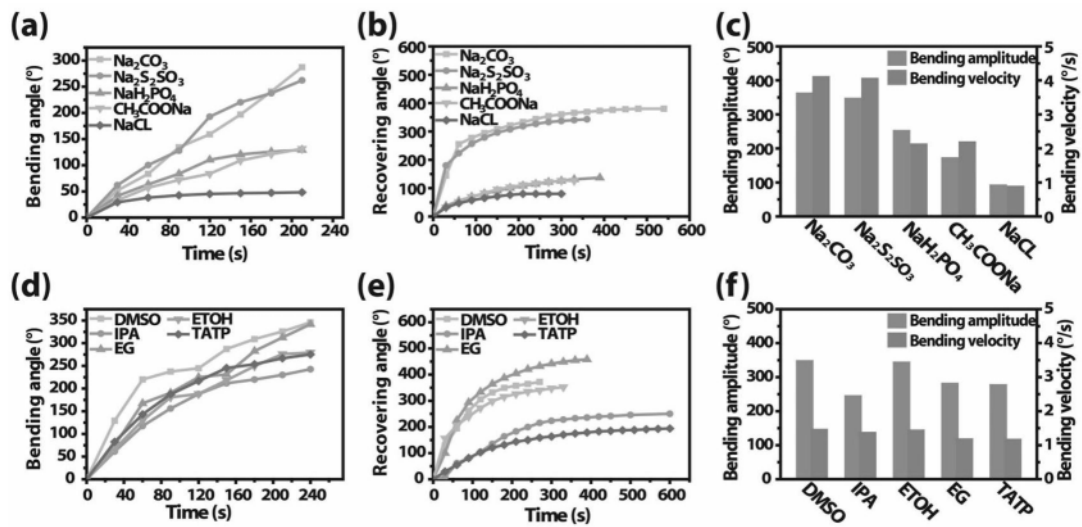 (a)
Bending angle (°)
300
250
200
150
100
50
0
Na₂CO₃
Na₂S₂SO₃
NaH₂PO₄
CH₃COONa
NaCL
0 30 60 90 120 150 180 210 240
Time (s)
(b)
Recovering angle (°)
600
500
400
300
200
100
0
Na₂CO₃
Na₂S₂SO₃
NaH₂PO₄
CH₃COONa
NaCL
0 100 200 300 400 500 600
Time (s)
(c)
Bending amplitude (°)
500
400
300
200
100
0
Bending amplitude
Bending velocity
5
4
3
2
1
0
Bending velocity (°/s)
Na₂CO₃ Na₂S₂SO₃ NaH₂PO₄ CH₃COONa NaCL
(d)
Bending angle (°)
350
300
250
200
150
100
50
0
DMSO ETOH
IPA TATP
EG
0 40 80 120 160 200 240
Time (s)
(e)
Recovering angle (°)
600
500
400
300
200
100
0
DMSO ETOH
IPA TATP
EG
0 100 200 300 400 500 600
Time (s)
(f)
Bending amplitude (°)
500
400
300
200
100
0
Bending amplitude
Bending velocity
5
4
3
2
1
0
Bending velocity (°/s)
DMSO IPA ETOH EG TATP